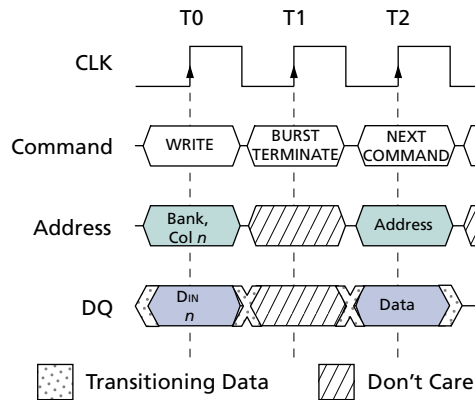 T0 T1 T2
CLK
Command WRITE BURST TERMINATE NEXT COMMAND
Address Bank, Col n Address
DQ DIN n Data
Transitioning Data Don't Care